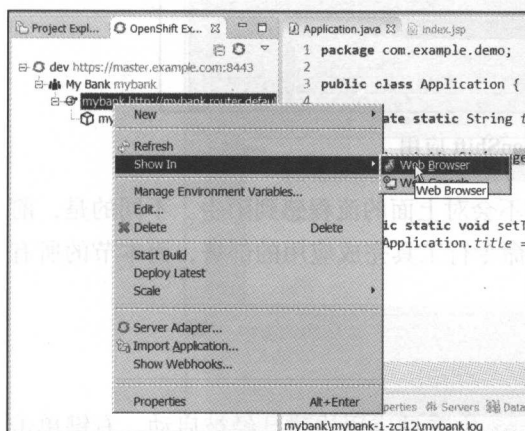 Project Expl... OpenShift Ex... Application.java index.jsp
dev https://master.example.com:8443
My Bank mybank
mybank http://mybank.router.defau
my
1 package com.example.demo;
2
3 public class Application {
4
ate static String t
ge
ic static void setT
Application.title =
New
Refresh
Show In
Web Browser
Web Browser
Manage Environment Variables...
Edit...
Delete Delete
Start Build
Deploy Latest
Scale
Server Adapter...
Import Application...
Show Webhooks...
Properties Alt+Enter
perties Servers Data
mybank\mybank-1-zcj12\mybank log